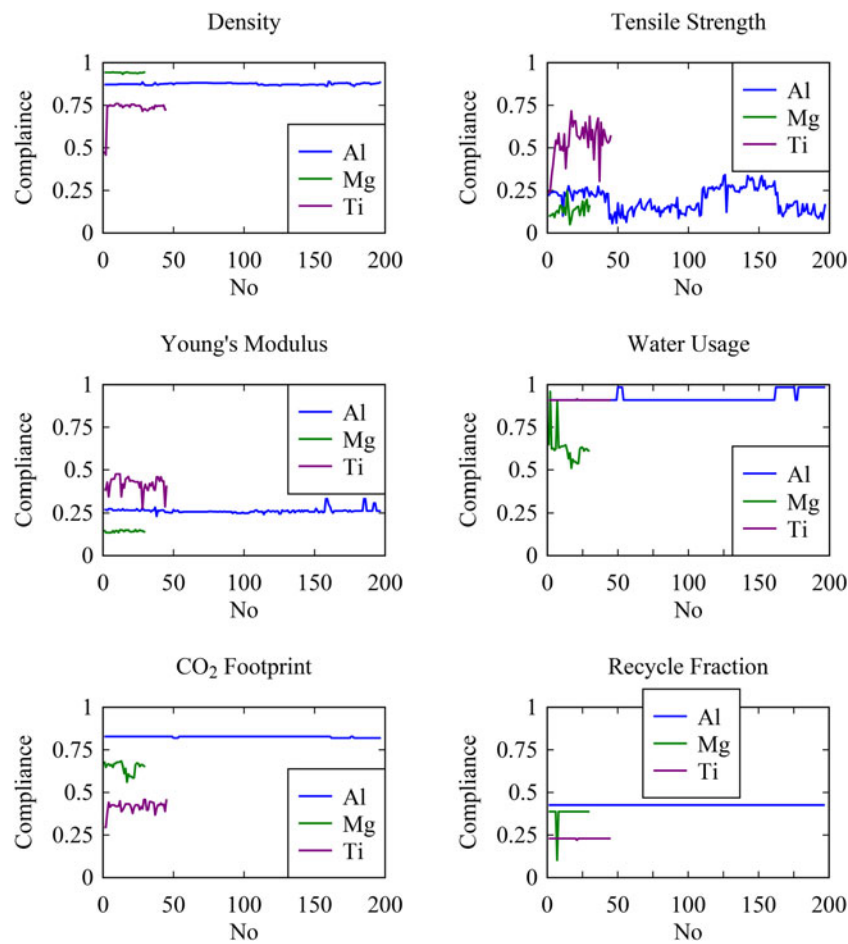 Density
Complaince
1
0.75
0.5
0.25
0
Al
Mg
Ti
0 50 100 150 200
No
Tensile Strength
Compliance
1
0.75
0.5
0.25
0
Al
Mg
Ti
0 50 100 150 200
No
Young's Modulus
Compliance
1
0.75
0.5
0.25
0
Al
Mg
Ti
0 50 100 150 200
No
Water Usage
Compliance
1
0.75
0.5
0.25
0
Al
Mg
Ti
0 50 100 150 200
No
CO₂ Footprint
Compliance
1
0.75
0.5
0.25
0
Al
Mg
Ti
0 50 100 150 200
No
Recycle Fraction
Compliance
1
0.75
0.5
0.25
0
Al
Mg
Ti
0 50 100 150 200
No